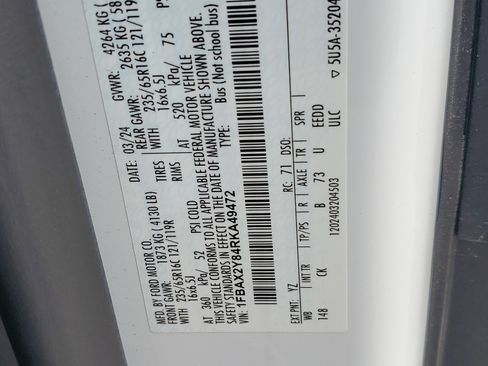 MFD. BY FORD MOTOR CO.
DATE: 03/24
GVWR: 4264 KG
FRONT GAWR: 1873 KG (4130 LB)
REAR GAWR: 2635 KG
235/65R16C 121/119R TIRES 235/65R16C 121/119
WITH 16x6.5J RIMS WITH 16x6.5J
AT 360 kPa/ 52 PSI COLD AT 520 kPa/ 75
THIS VEHICLE CONFORMS TO ALL APPLICABLE FEDERAL MOTOR VEHICLE
SAFETY STANDARDS IN EFFECT ON THE DATE OF MANUFACTURE SHOWN ABOVE.
VIN: 1FBAX2Y84RKA49472
TYPE: Bus (Not school Bus)
EXT PNT: YZ RC: 71 DSO:
WB INT TR TP/PS R AXLE TR SPR
148 CK B 73 U EEDD
1202403204503 ULC
▽ 5U5A-35204